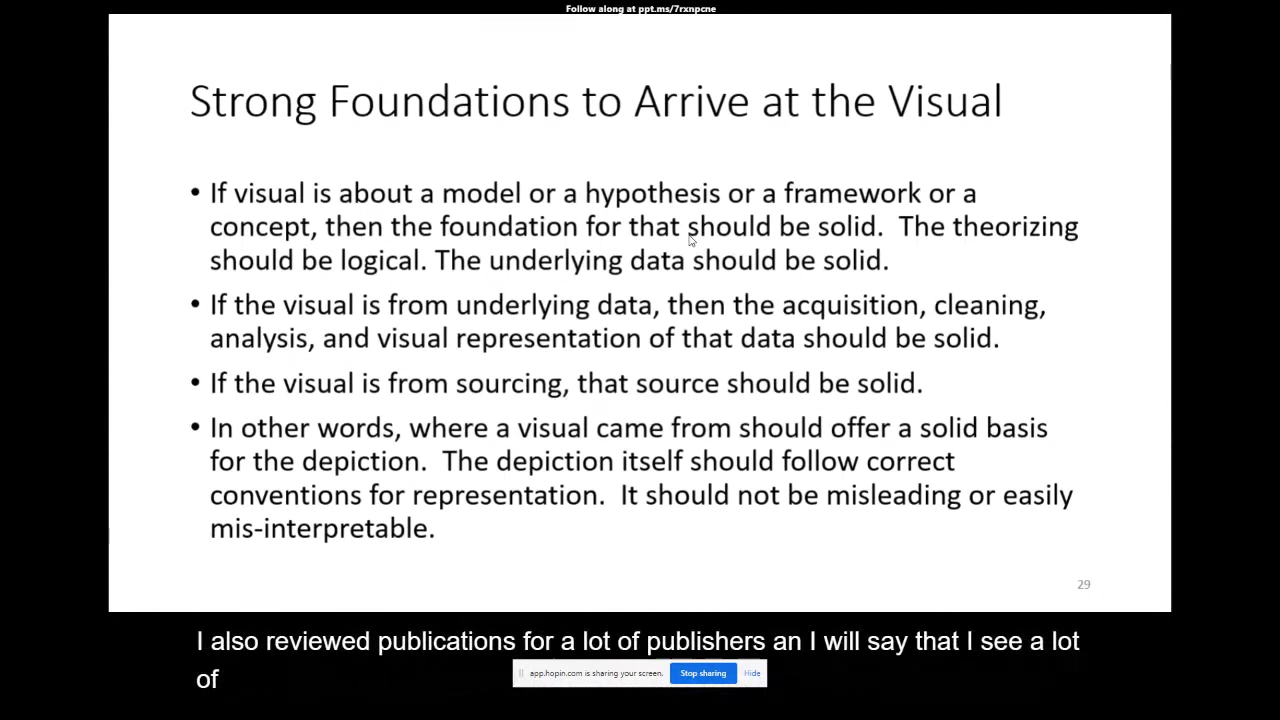 Follow along at ppt.ms/7rxnpcne
Strong Foundations to Arrive at the Visual
• If visual is about a model or a hypothesis or a framework or a
concept, then the foundation for that should be solid.  The theorizing
should be logical. The underlying data should be solid.
• If the visual is from underlying data, then the acquisition, cleaning,
analysis, and visual representation of that data should be solid.
• If the visual is from sourcing, that source should be solid.
• In other words, where a visual came from should offer a solid basis
for the depiction.  The depiction itself should follow correct
conventions for representation.  It should not be misleading or easily
mis-interpretable.
29
I also reviewed publications for a lot of publishers an I will say that I see a lot
of
app.hopin.com is sharing your screen. Stop sharing Hide